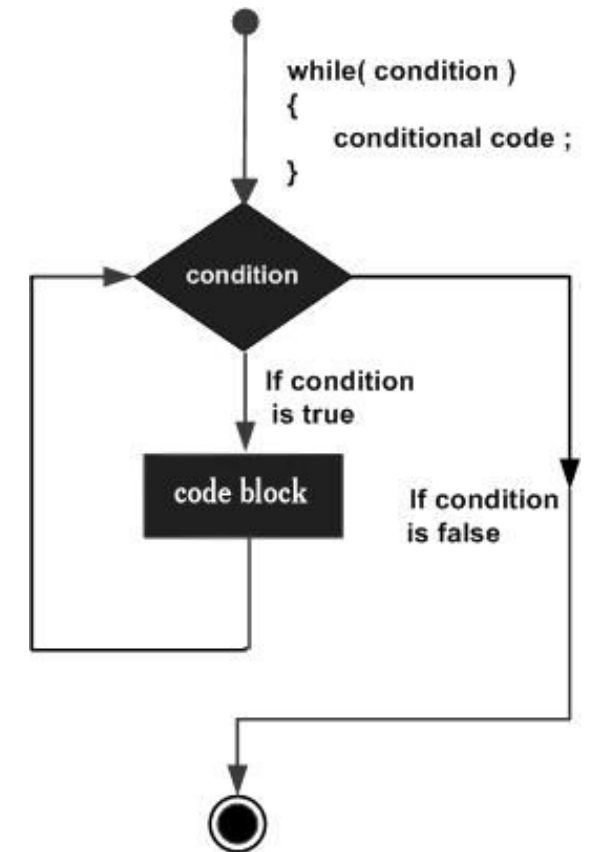 while( condition )
{
conditional code ;
}
condition
If condition
is true
code block
If condition
is false